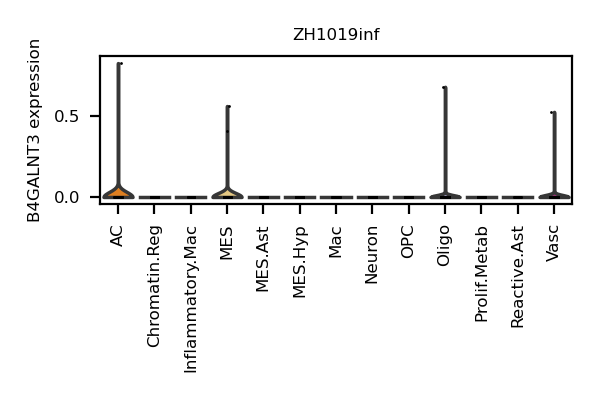 ZH1019inf
B4GALNT3 expression
0.5
0.0
AC
Chromatin.Reg
Inflammatory.Mac
MES
MES.Ast
MES.Hyp
Mac
Neuron
OPC
Oligo
Prolif.Metab
Reactive.Ast
Vasc